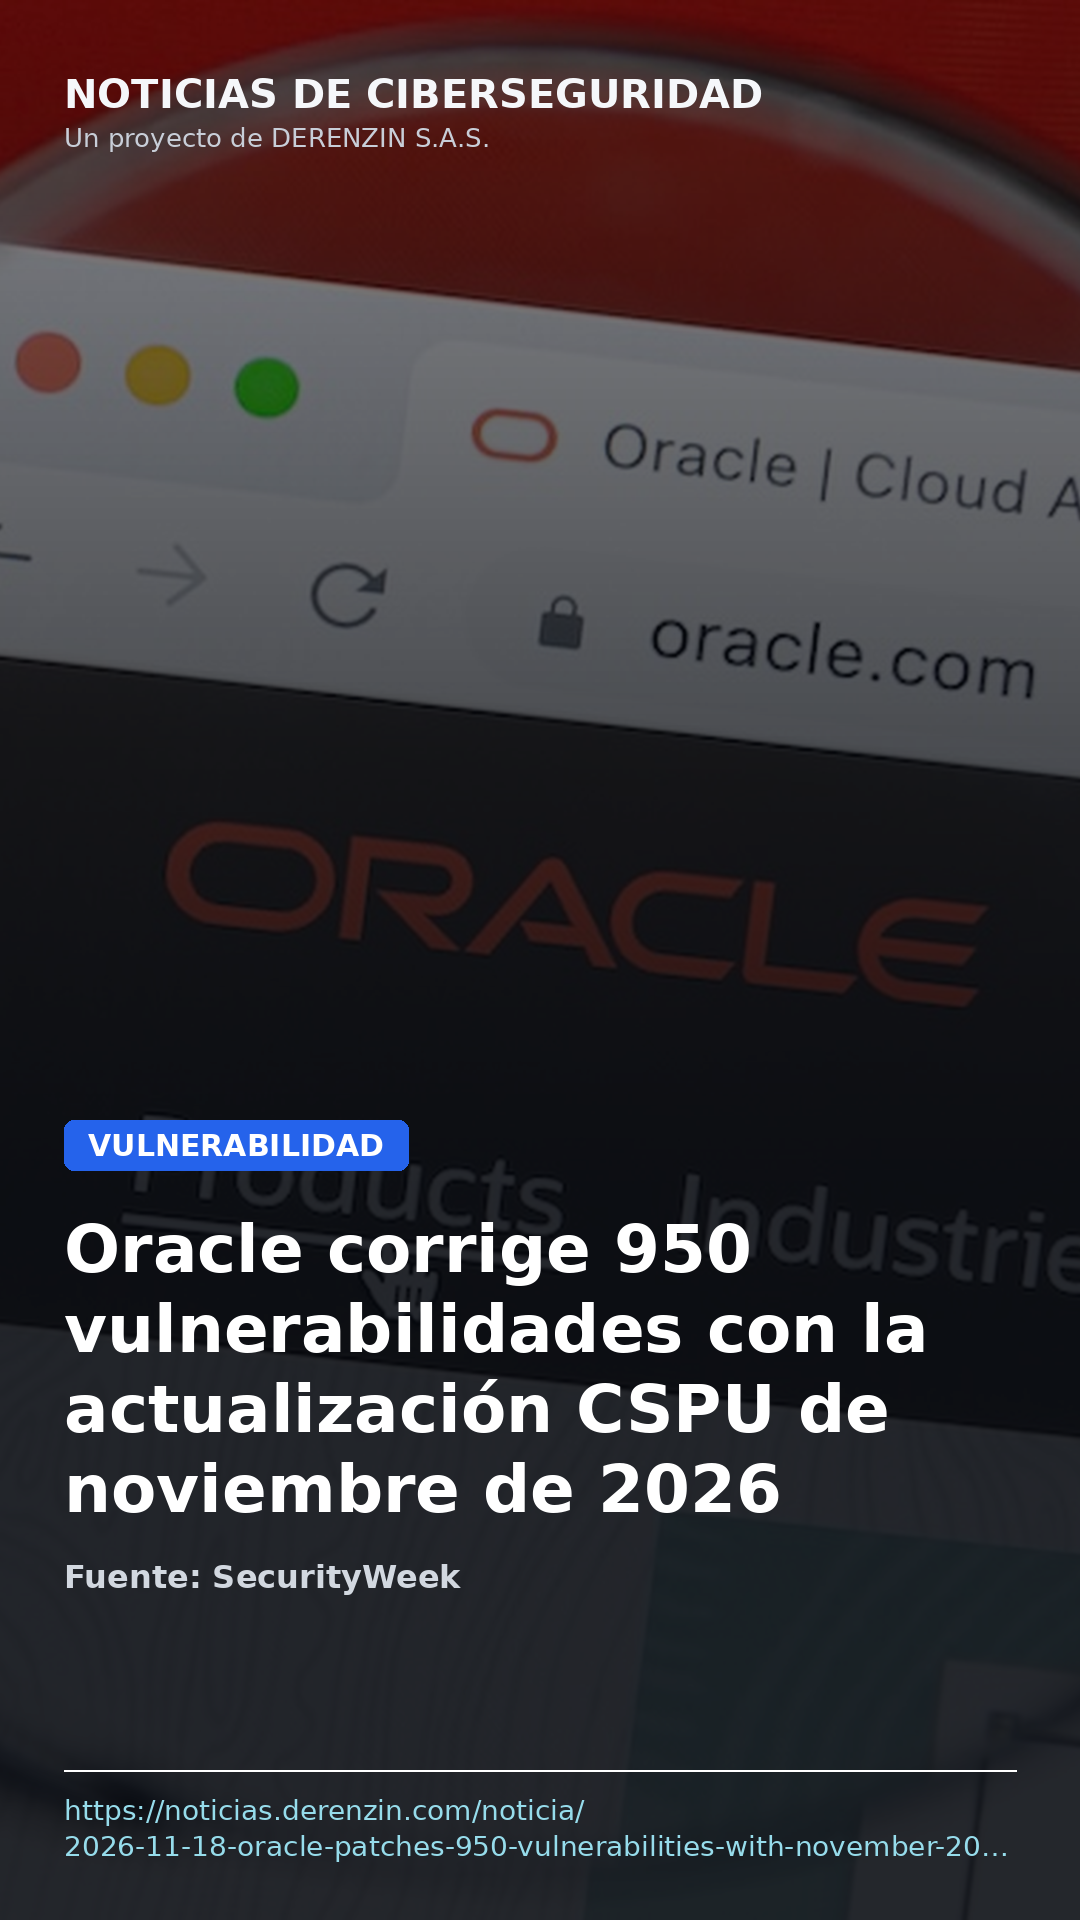 NOTICIAS DE CIBERSEGURIDAD
Un proyecto de DERENZIN S.A.S.
Oracle | Cloud A
oracle.com
ORACLE
VULNERABILIDAD
Products Industrie
Oracle corrige 950
vulnerabilidades con la
actualización CSPU de
noviembre de 2026
Fuente: SecurityWeek
https://noticias.derenzin.com/noticia/
2026-11-18-oracle-patches-950-vulnerabilities-with-november-20...